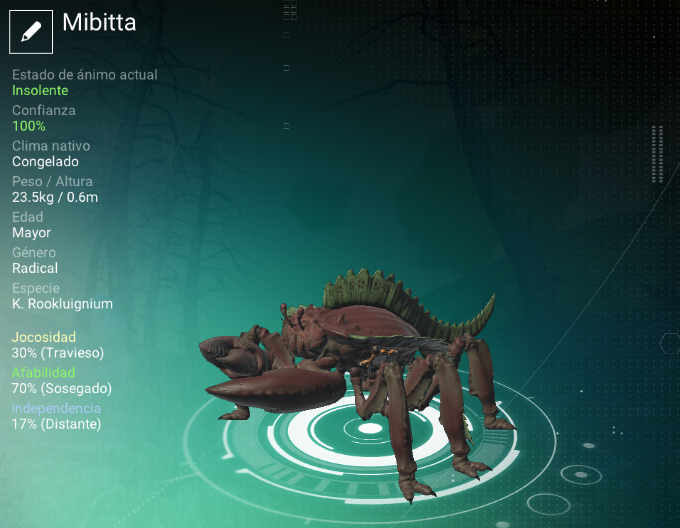 Mibitta
Estado de ánimo actual
Insolente
Confianza
100%
Clima nativo
Congelado
Peso / Altura
23.5kg / 0.6m
Edad
Mayor
Género
Radical
Especie
K. Rookluignium
Jocosidad
30% (Travieso)
Afabilidad
70% (Sosegado)
Independencia
17% (Distante)